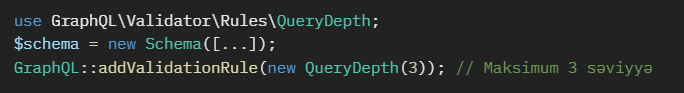 use GraphQL\Validator\Rules\QueryDepth;
$schema = new Schema([...]);
GraphQL::addValidationRule(new QueryDepth(3)); // Maksimum 3 səviyyə